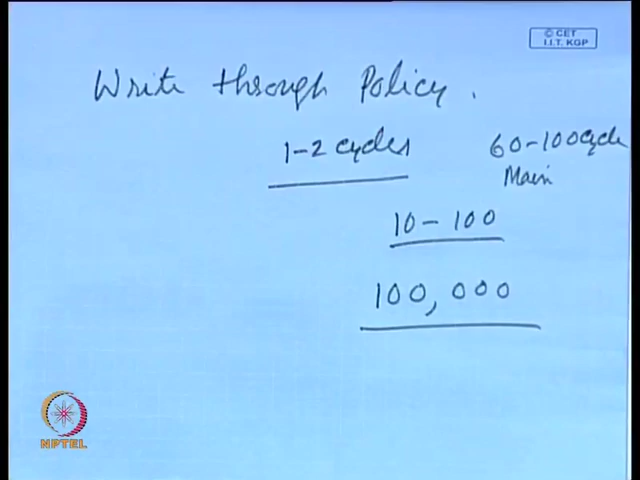 © CET
I.I.T. KGP
Write through Policy.
1-2 cycles
60-100 cycle
Main
10-100
100,000
NPTEL